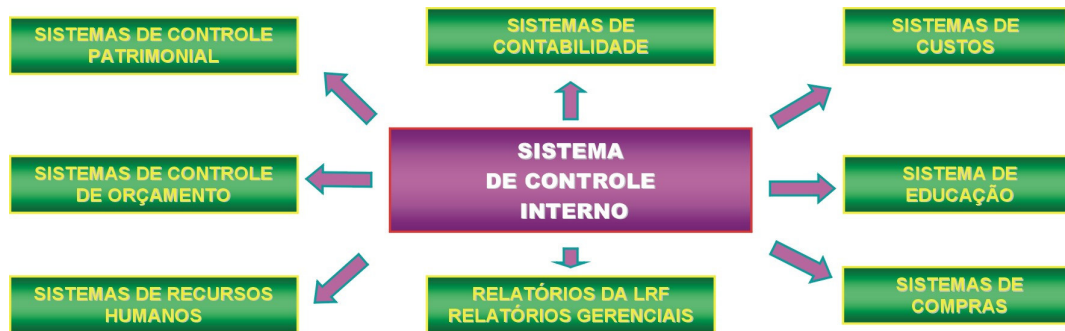 SISTEMAS DE CONTROLE
PATRIMONIAL
SISTEMAS DE
CONTABILIDADE
SISTEMAS DE
CUSTOS
SISTEMAS DE CONTROLE
DE ORÇAMENTO
SISTEMA
DE CONTROLE
INTERNO
SISTEMA DE
EDUCAÇÃO
SISTEMAS DE RECURSOS
HUMANOS
RELATÓRIOS DA LRF
RELATÓRIOS GERENCIAIS
SISTEMAS DE
COMPRAS